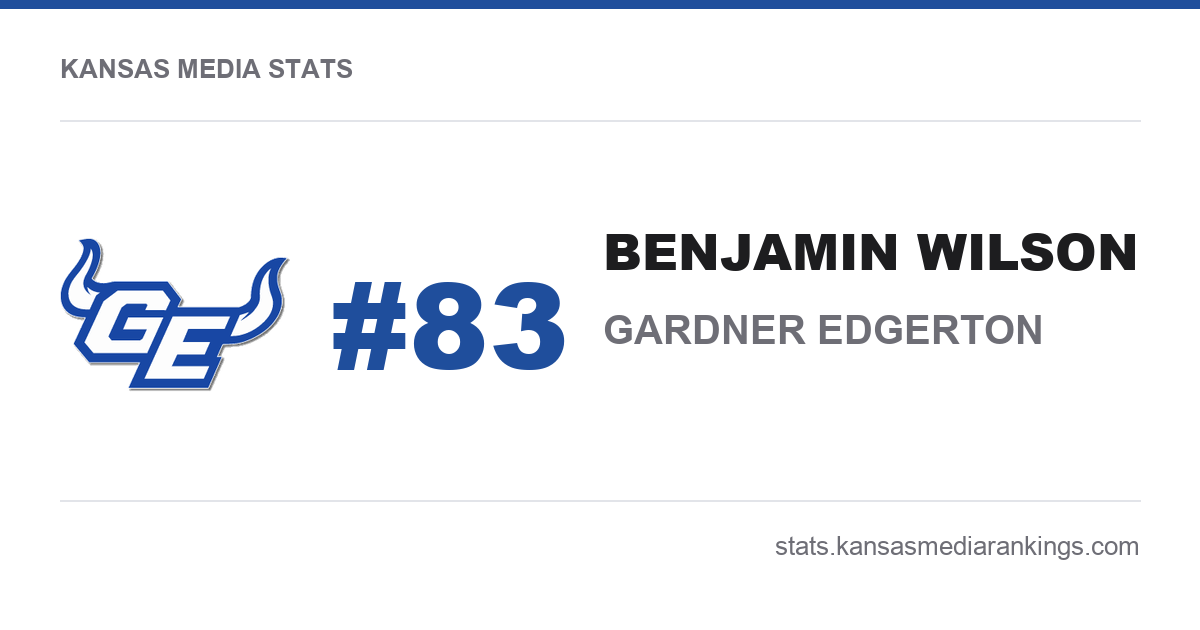 KANSAS MEDIA STATS
GE
#83
BENJAMIN WILSON
GARDNER EDGERTON
stats.kansasmediarankings.com